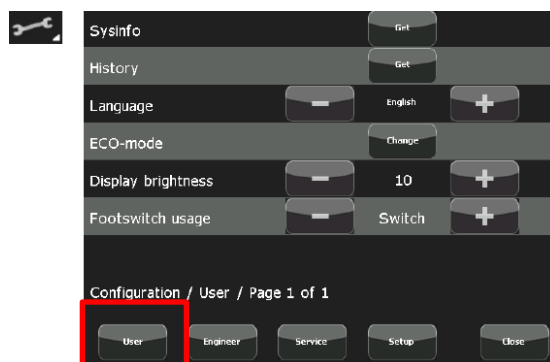 Sysinfo Get
History Get
Language English
ECO-mode Change
Display brightness 10
Footswitch usage Switch
Configuration / User / Page 1 of 1
User Engineer Service Setup Close